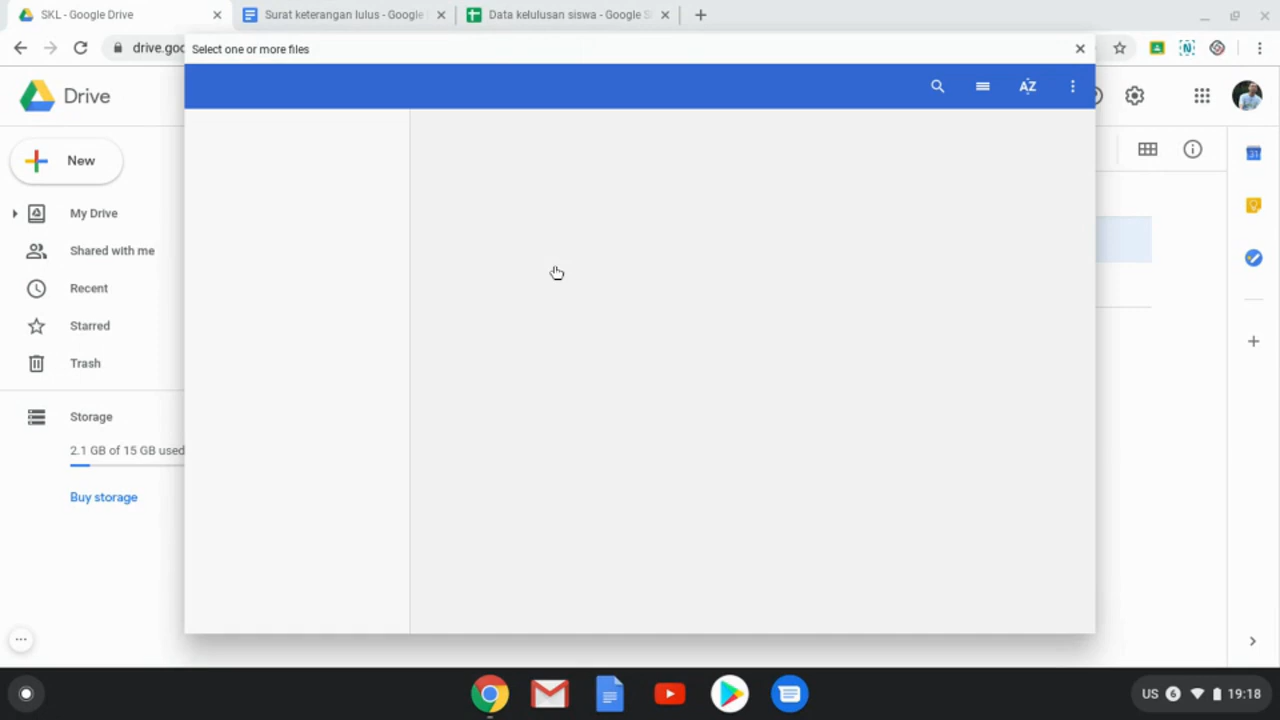 SKL - Google Drive
Surat keterangan lulus - Google
Data kelulusan siswa - Google S
drive.goo
Select one or more files
AZ
Drive
New
My Drive
Shared with me
Recent
Starred
Trash
Storage
2.1 GB of 15 GB used
Buy storage
31
US 6 19:18